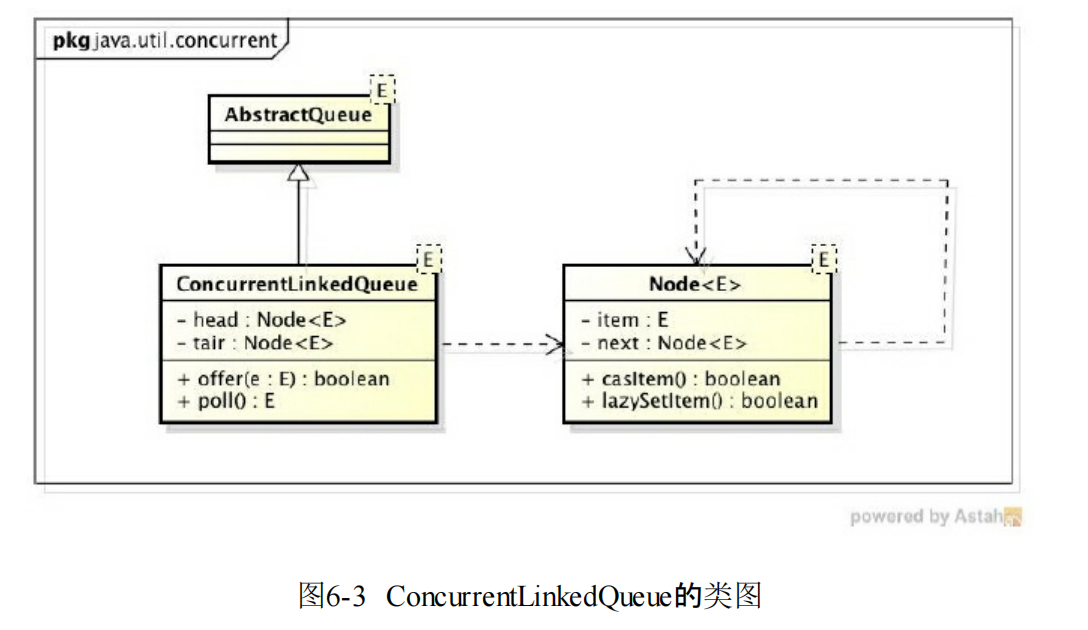 pkg java.util.concurrent
E
AbstractQueue
E
ConcurrentLinkedQueue
- head : Node<E>
- tair : Node<E>
+ offer(e : E) : boolean
+ poll() : E
E
Node<E>
- item : E
- next : Node<E>
+ casItem() : boolean
+ lazySetItem() : boolean
powered by Astah
图6-3 ConcurrentLinkedQueue的类图